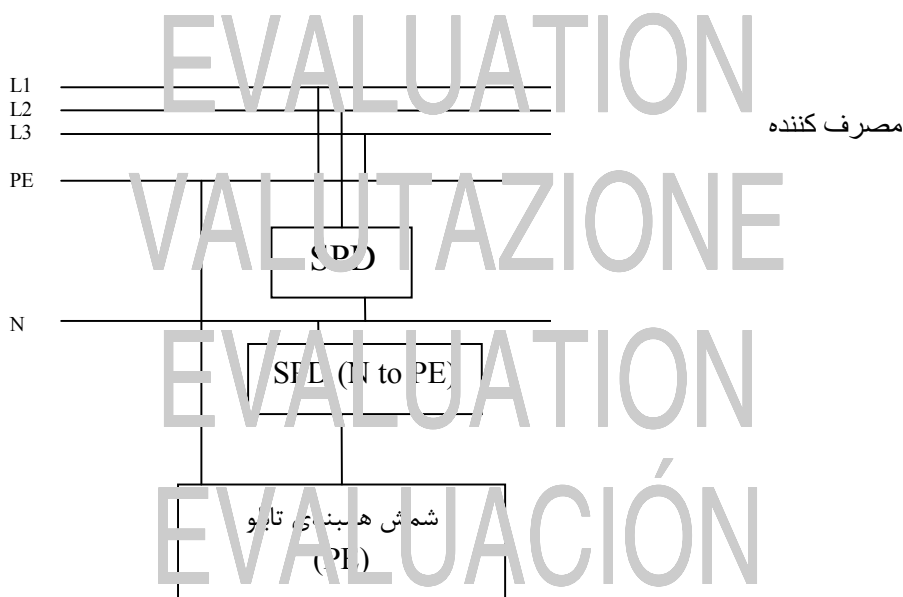 EVALUATION
L1
L2
L3
مصرف کننده
PE
VALUTAZIONE
SPD
N
EVALUATION
SPD (N to PE)
EVALUACIÓN
شمش همبندی تابلو
(PE)